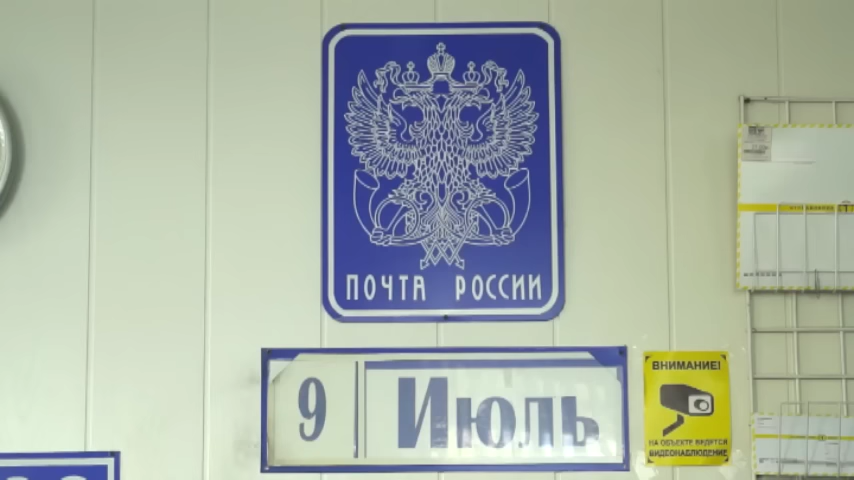 ПОЧТА РОССИИ
9 Июль
ВНИМАНИЕ!
НА ОБЪЕКТЕ ВЕДЕТСЯ
ВИДЕОНАБЛЮДЕНИЕ